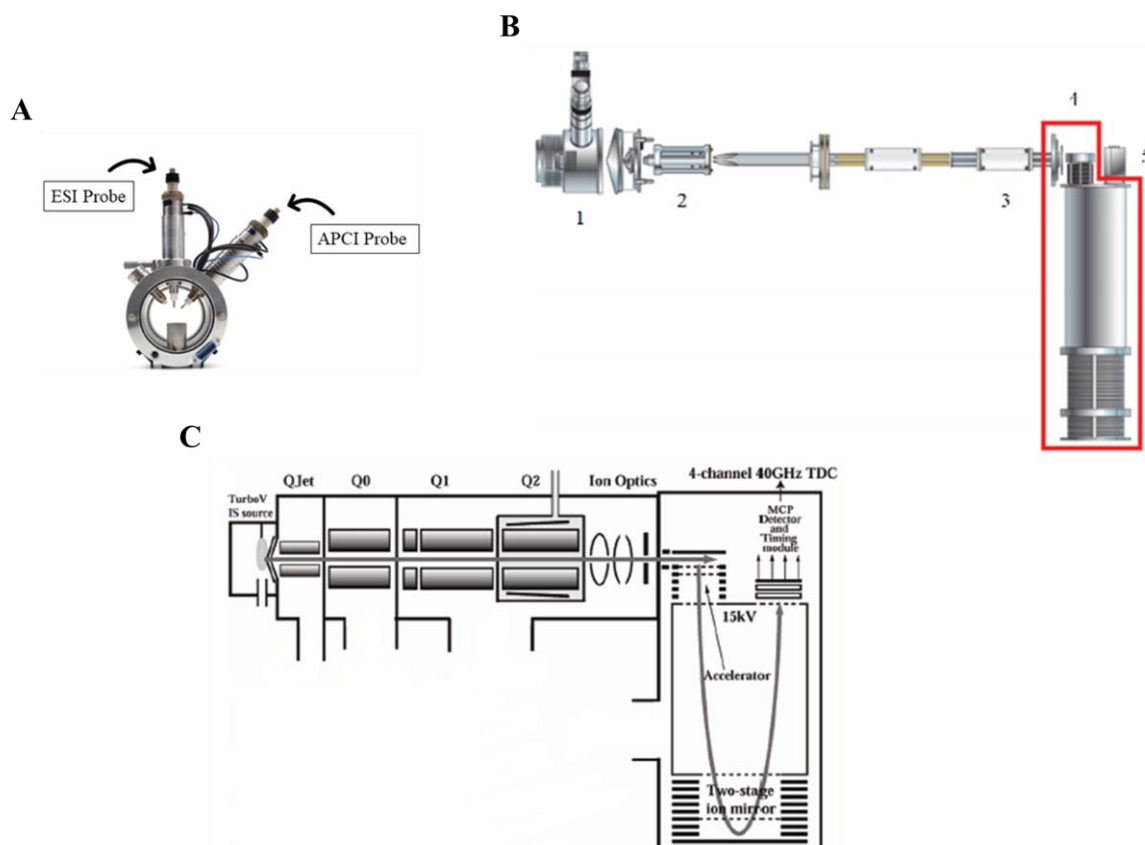 A
ESI Probe
APCI Probe
B
1
2
3
4
5
C
TurboV
IS source
QJet
Q0
Q1
Q2
Ion Optics
4-channel 40GHz TDC
MCP
Detector
and
Timing
module
15kV
Accelerator
Two-stage
ion mirror